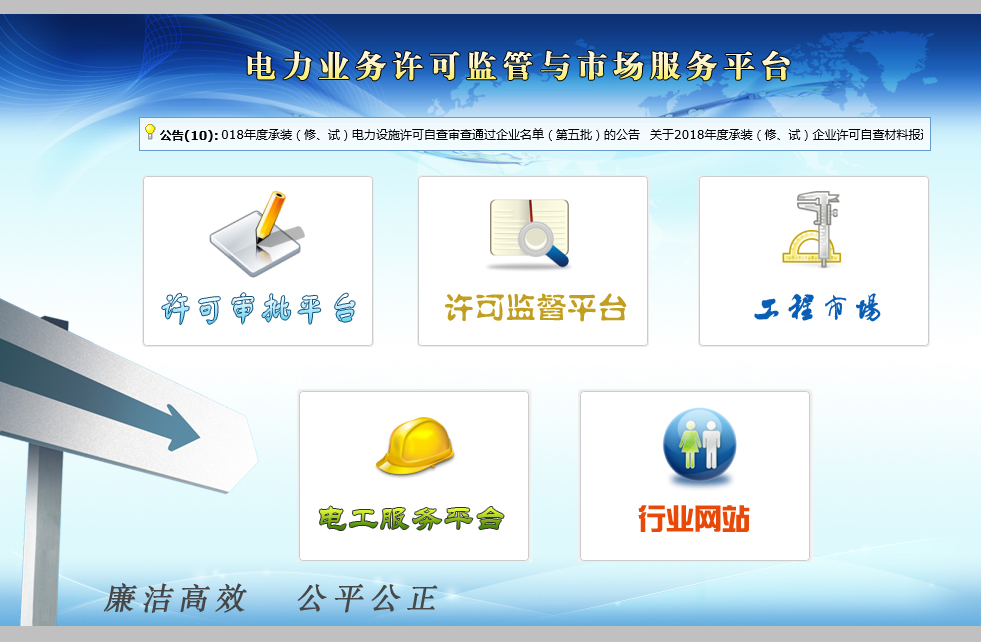 电力业务许可监管与市场服务平台
公告(10): 018年度承装（修、试）电力设施许可自查审查通过企业名单（第五批）的公告 关于2018年度承装（修、试）企业许可自查材料报
许可审批平台
许可监督平台
工程市场
电工服务平台
行业网站
廉洁高效 公平公正